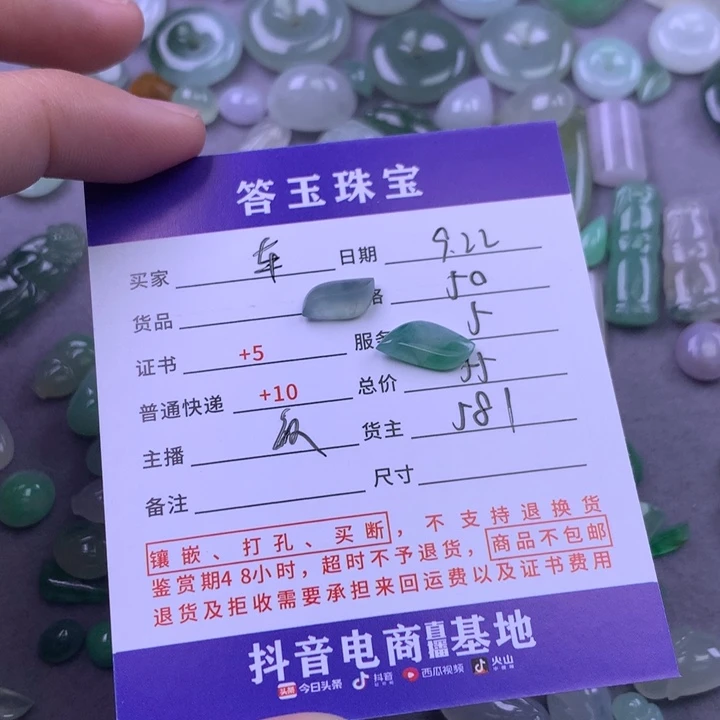 答玉珠宝
买家 车 日期 9.22
货品 格 50
证书 +5 服务 5
普通快递 +10 总价 55
主播 货主 581
备注 尺寸
镶嵌、打孔、买断，不支持退换货
鉴赏期48小时，超时不予退货，商品不包邮
退货及拒收需要承担来回运费以及证书费用
抖音电商直播基地
头条 今日头条 抖音 西瓜视频 火山